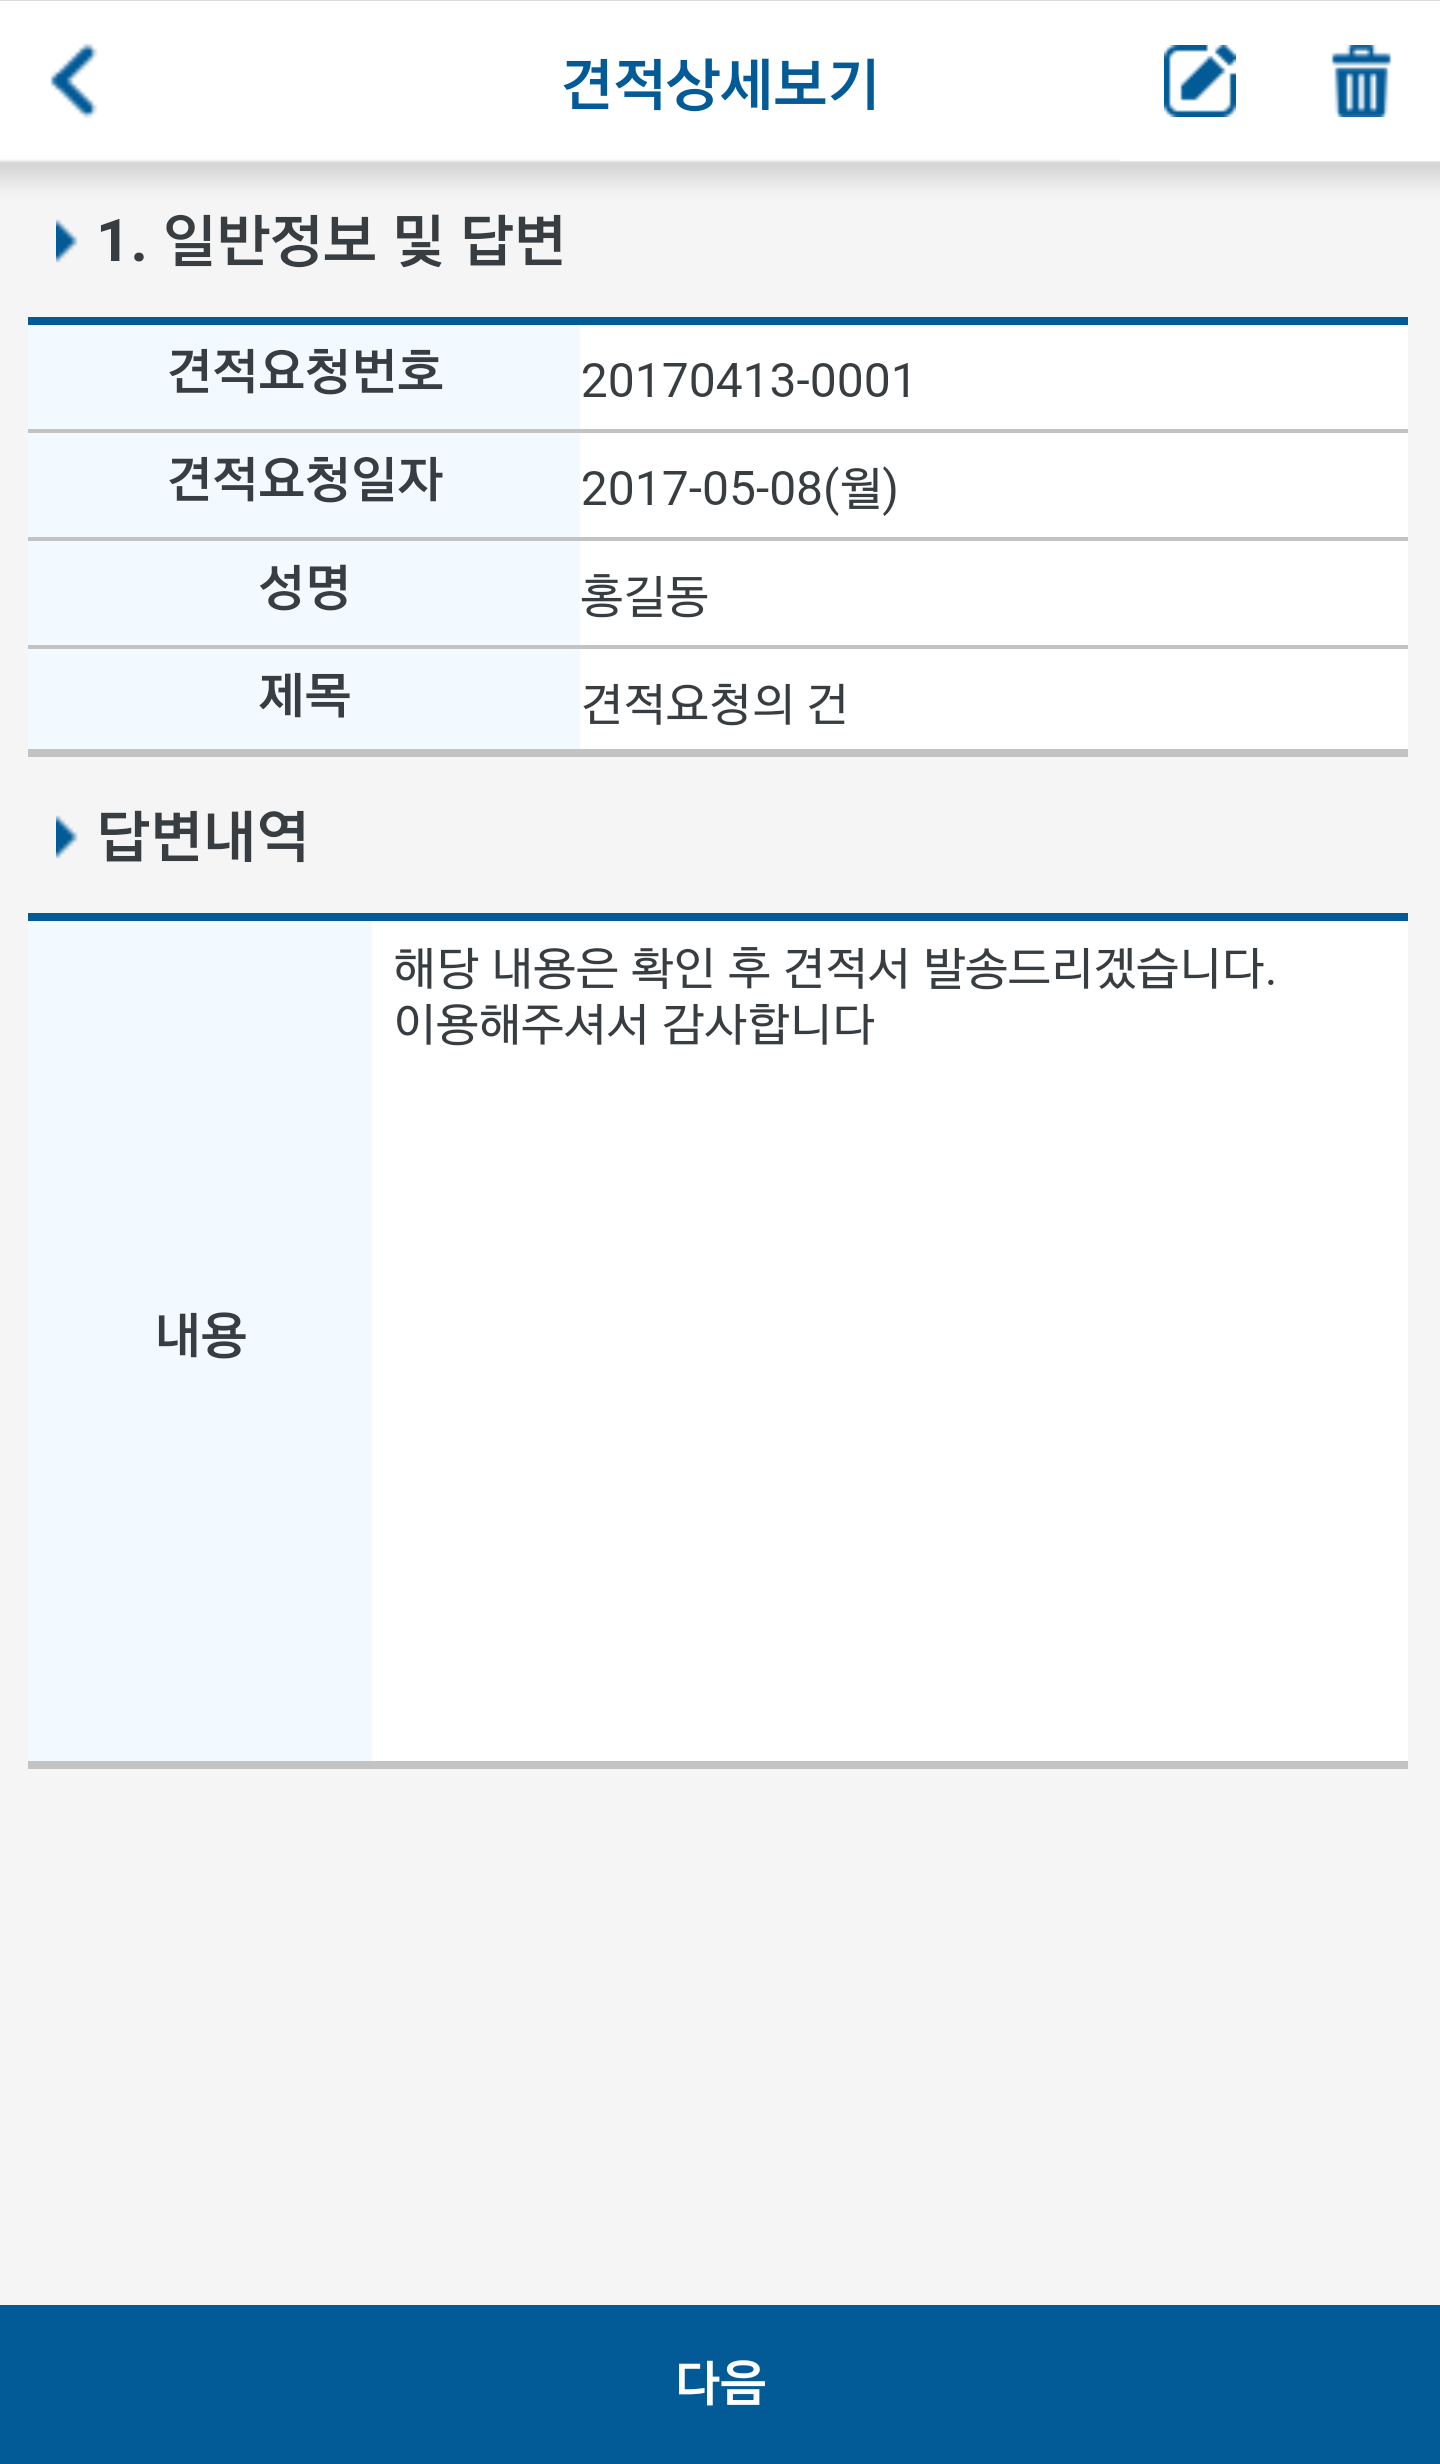 견적상세보기
1. 일반정보 및 답변
견적요청번호 20170413-0001
견적요청일자 2017-05-08(월)
성명 홍길동
제목 견적요청의 건
답변내역
해당 내용은 확인 후 견적서 발송드리겠습니다.
이용해주셔서 감사합니다
내용
다음